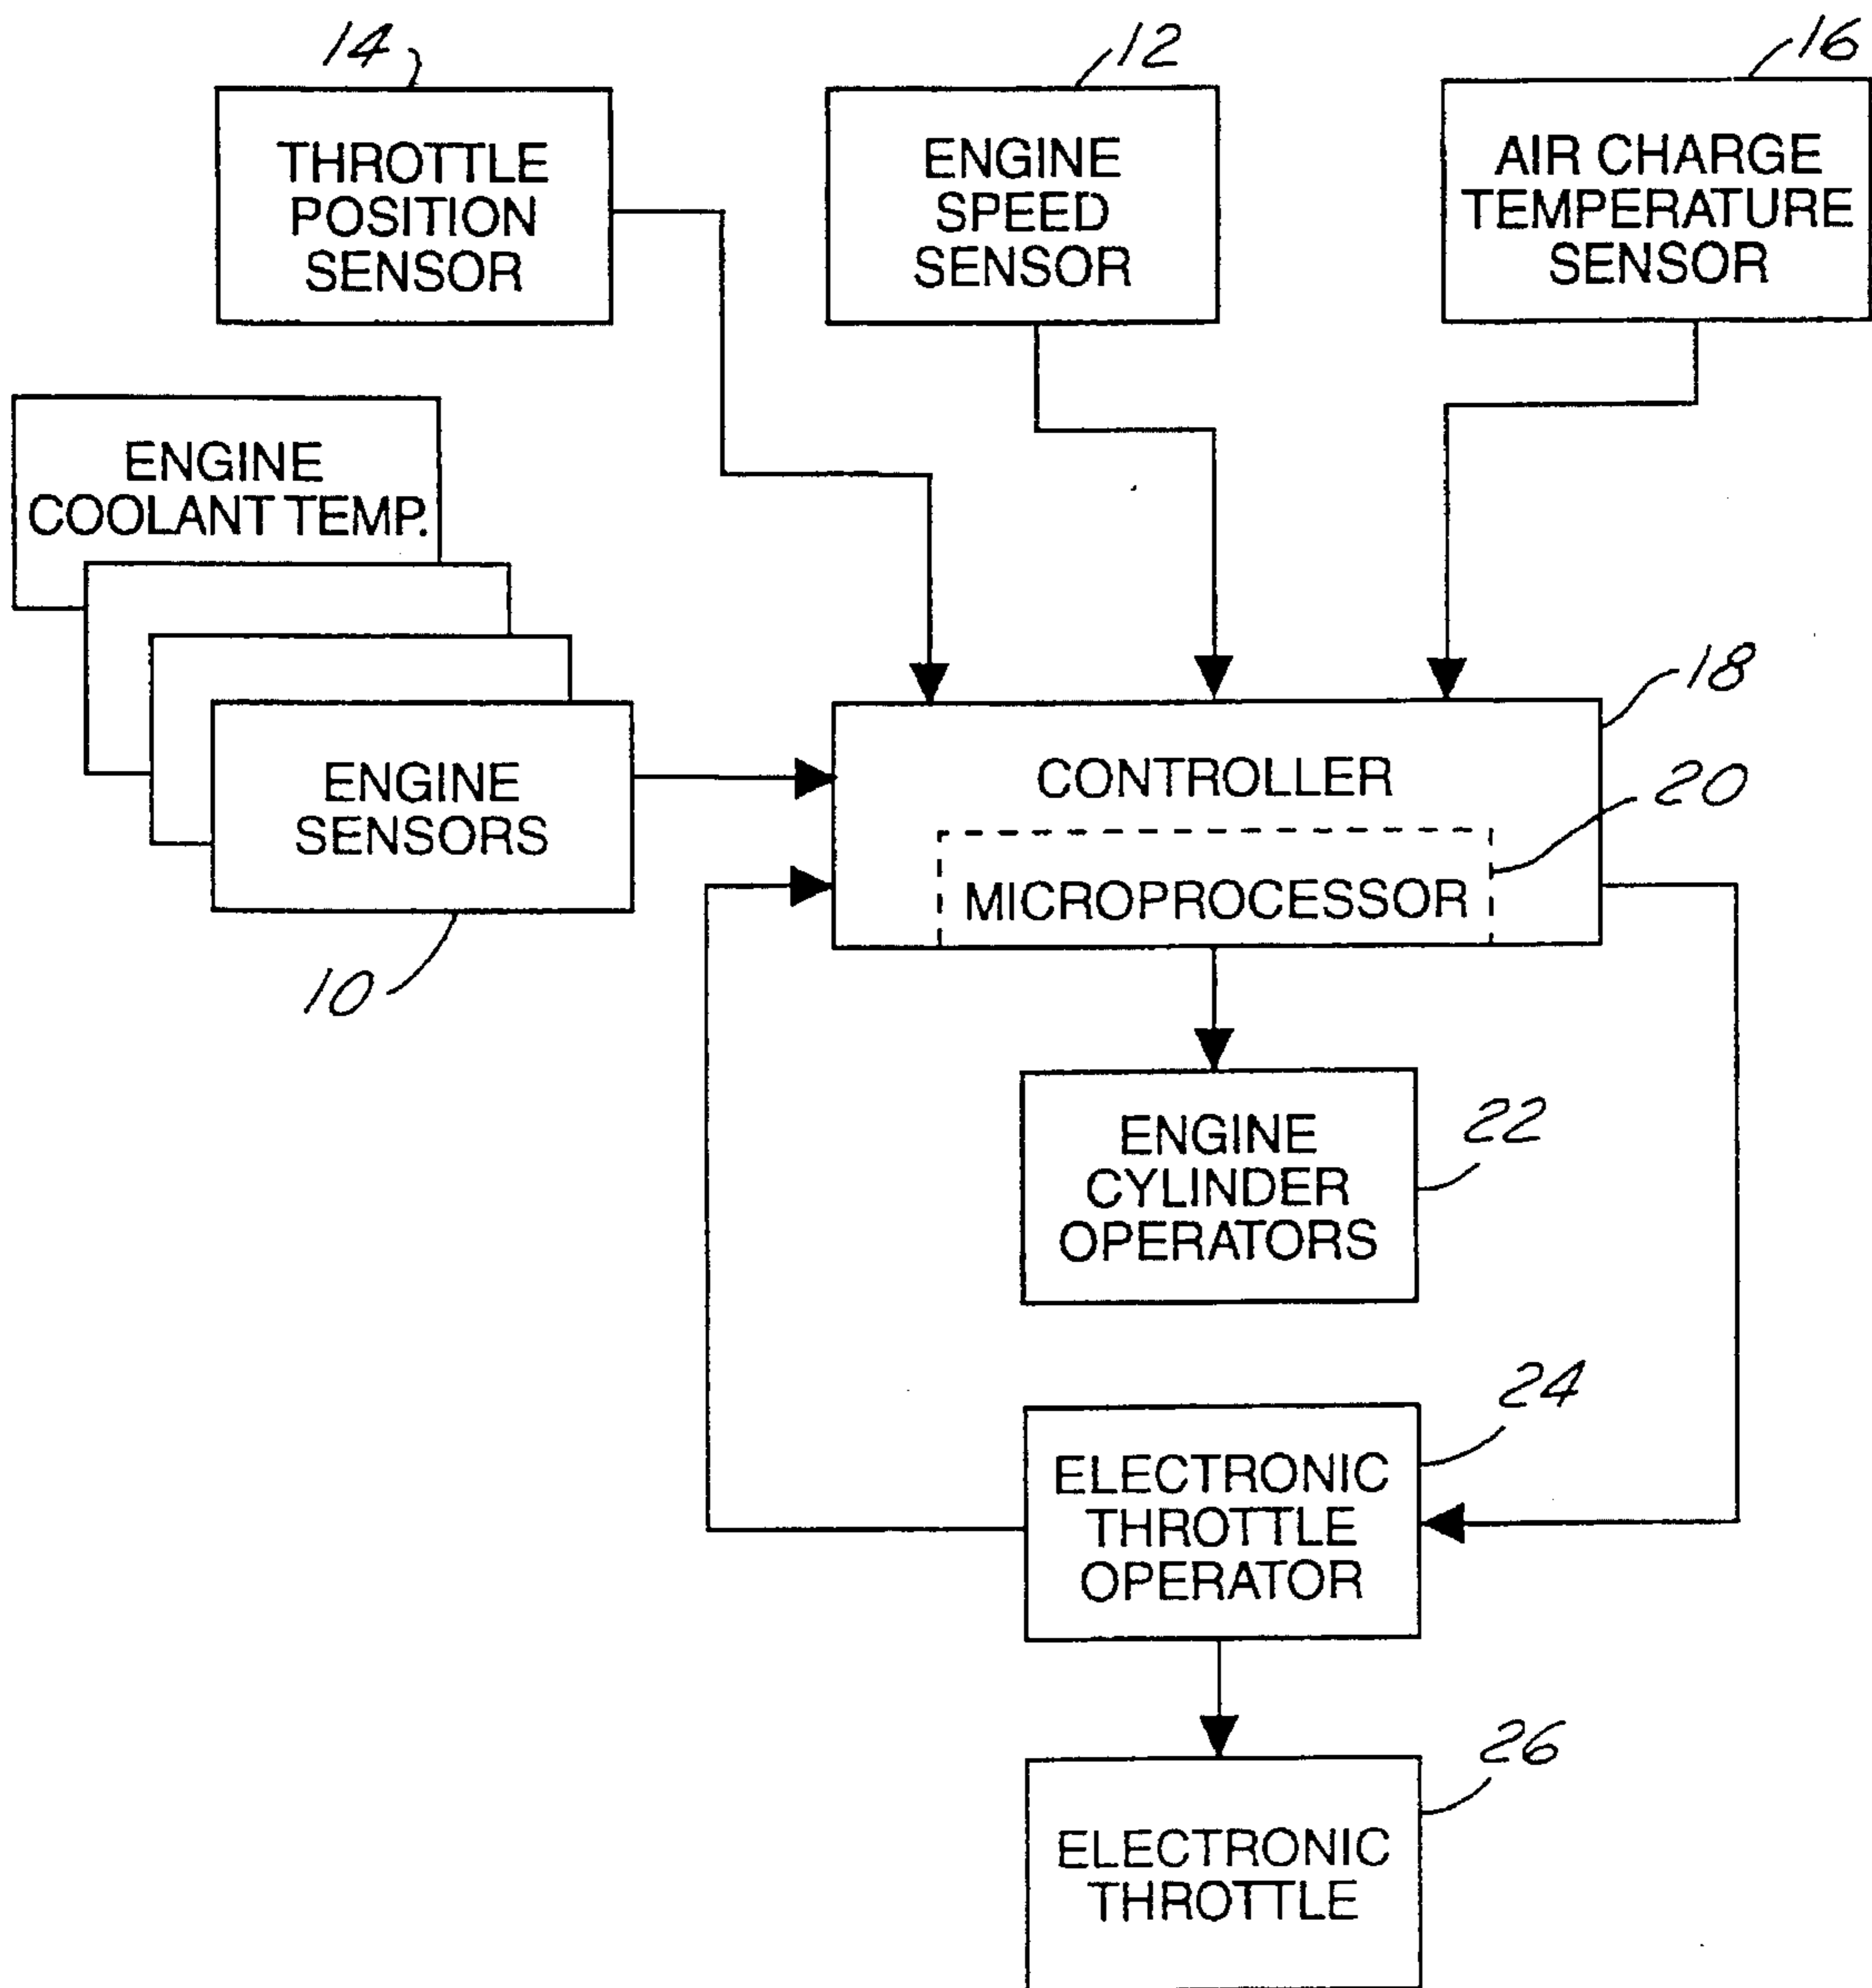 14
12
16
THROTTLE
POSITION
SENSOR
ENGINE
SPEED
SENSOR
AIR CHARGE
TEMPERATURE
SENSOR
ENGINE
COOLANT TEMP.
ENGINE
SENSORS
10
18
CONTROLLER
20
MICROPROCESSOR
ENGINE
CYLINDER
OPERATORS
22
24
ELECTRONIC
THROTTLE
OPERATOR
26
ELECTRONIC
THROTTLE